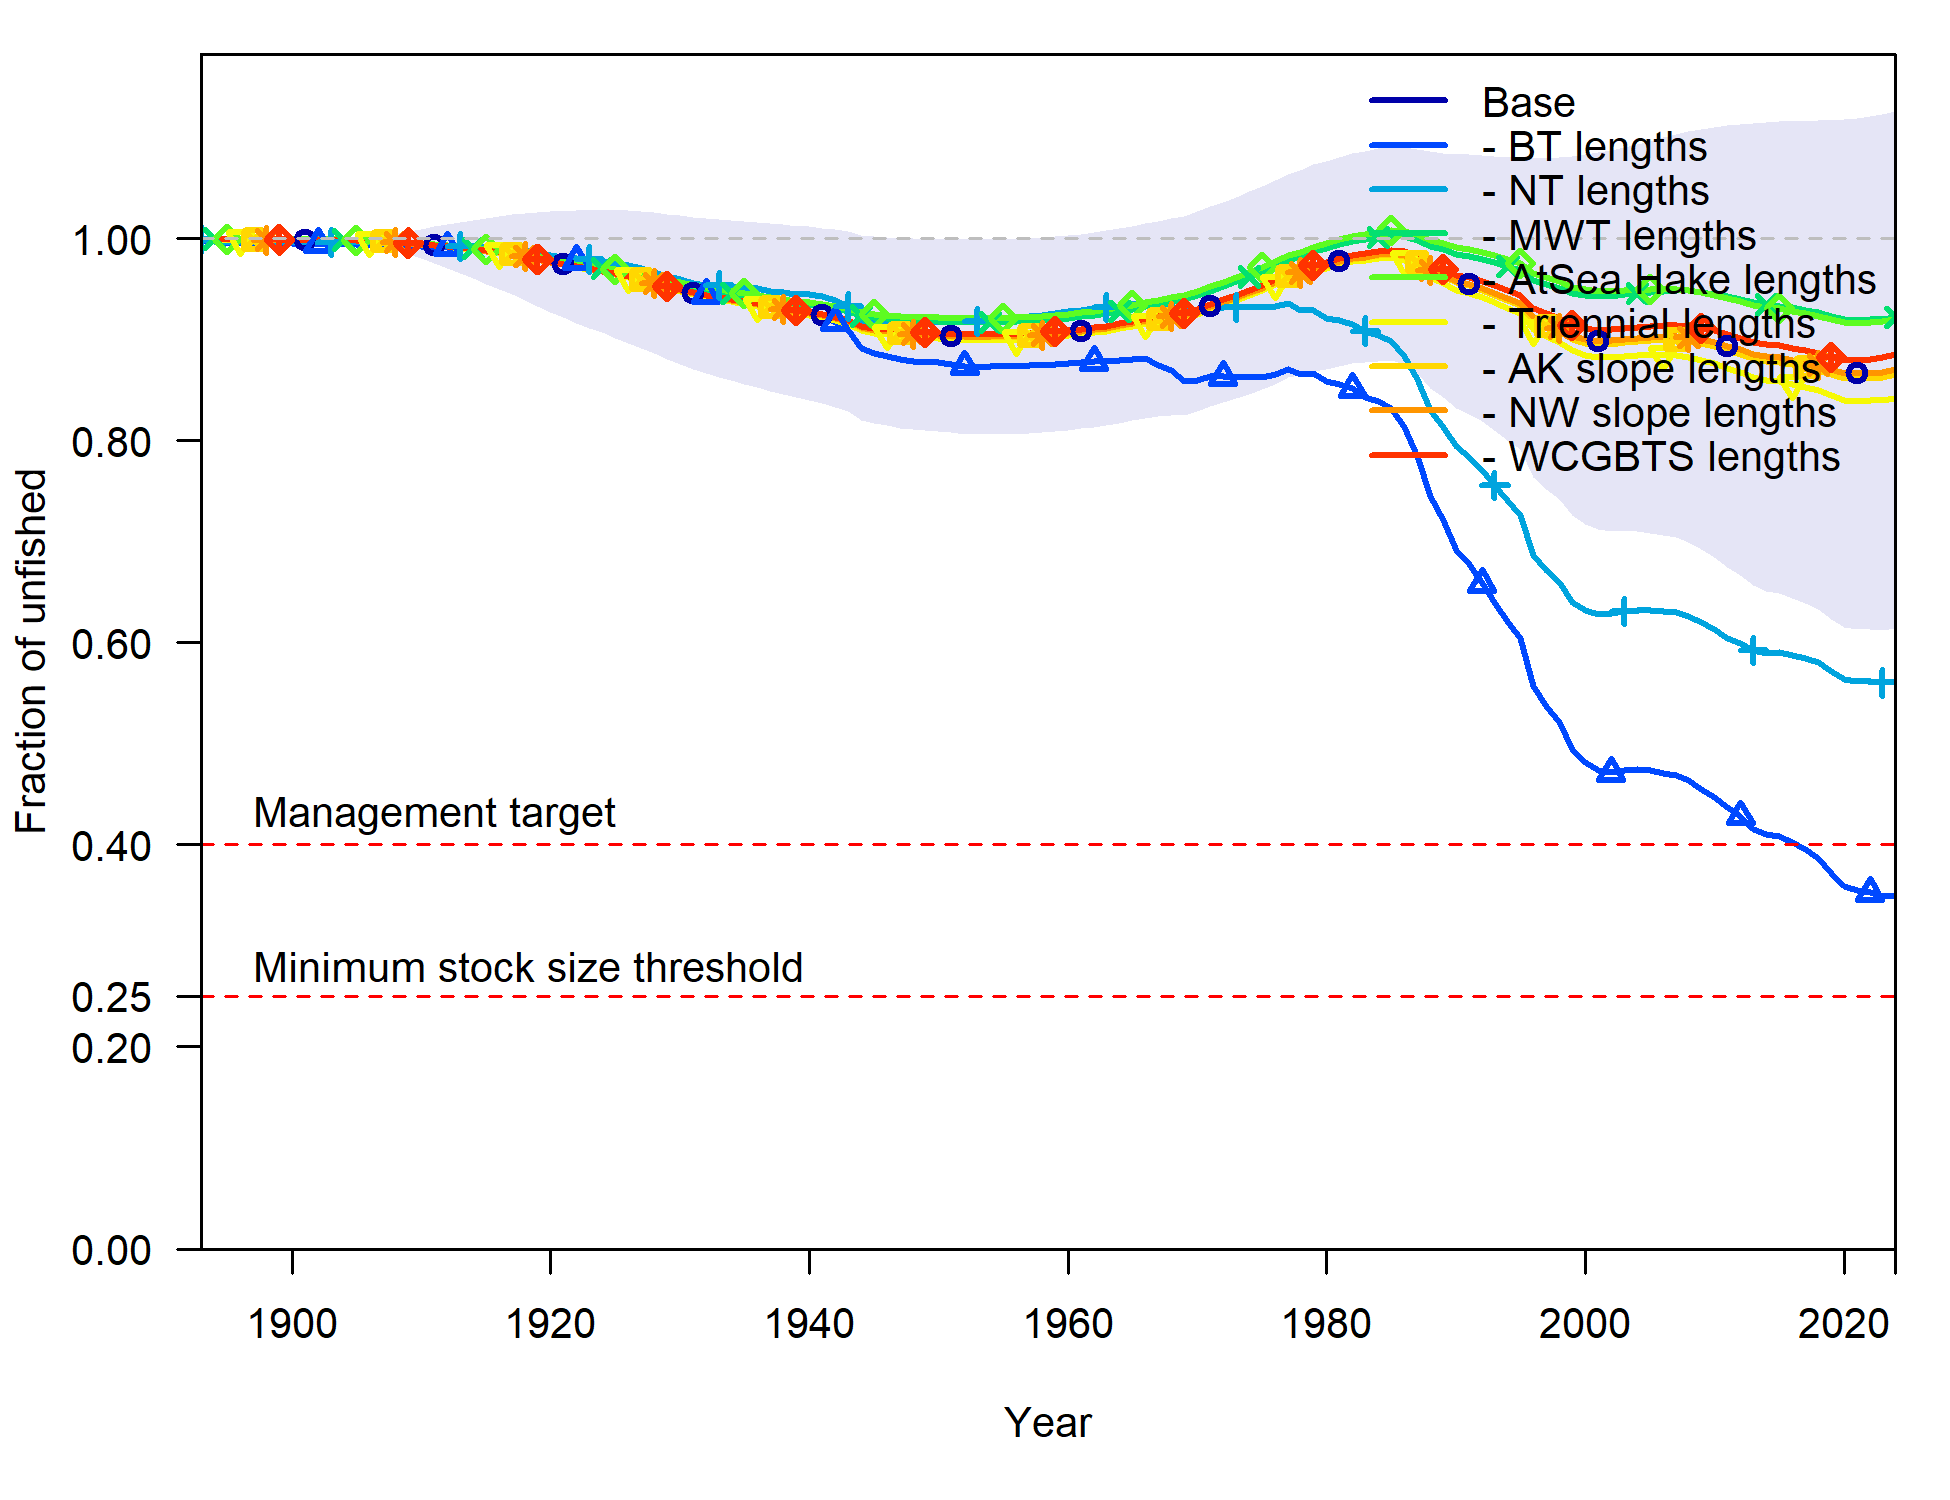 Base
- BT lengths
- NT lengths
- MWT lengths
- AtSea Hake lengths
- Triennial lengths
- AK slope lengths
- NW slope lengths
- WCGBTS lengths
Fraction of unfished
1.00
0.80
0.60
0.40
0.25
0.20
0.00
Management target
Minimum stock size threshold
1900 1920 1940 1960 1980 2000 2020
Year